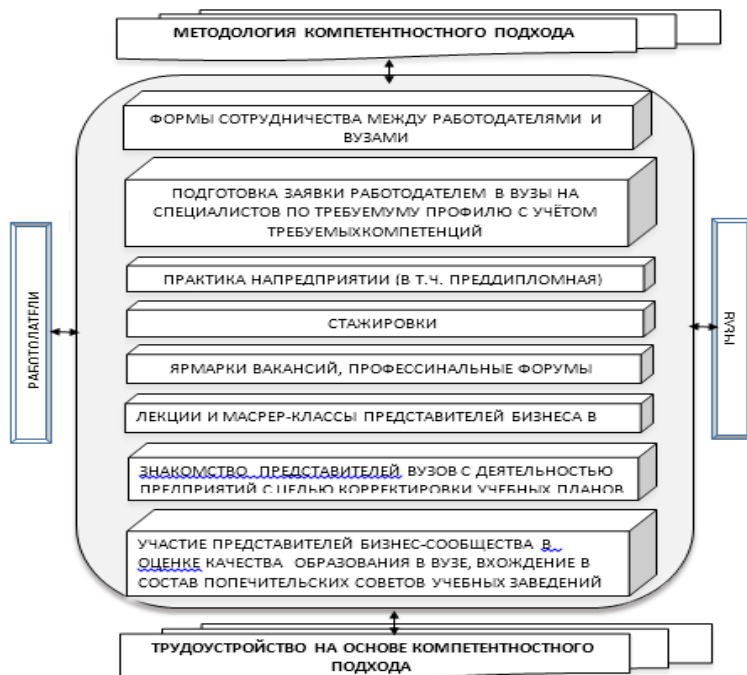 МЕТОДОЛОГИЯ КОМПЕТЕНТНОСТНОГО ПОДХОДА
ФОРМЫ СОТРУДНИЧЕСТВА МЕЖДУ РАБОТОДАТЕЛЯМИ И
ВУЗАМИ
ПОДГОТОВКА ЗАЯВКИ РАБОТОДАТЕЛЕМ В ВУЗЫ НА
СПЕЦИАЛИСТОВ ПО ТРЕБУЕМУМУ ПРОФИЛЮ С УЧЁТОМ
ТРЕБУЕМЫХКОМПЕТЕНЦИЙ
ПРАКТИКА НАПРЕДПРИЯТИИ (В Т.Ч. ПРЕДДИПЛОМНАЯ)
СТАЖИРОВКИ
ЯРМАРКИ ВАКАНСИЙ, ПРОФЕССИНАЛЬНЫЕ ФОРУМЫ
ЛЕКЦИИ И МАСРЕР-КЛАССЫ ПРЕДСТАВИТЕЛЕЙ БИЗНЕСА В
ЗНАКОМСТВО ПРЕДСТАВИТЕЛЕЙ ВУЗОВ С ДЕЯТЕЛЬНОСТЬЮ
ПРЕДПРИЯТИЙ С ЦЕЛЬЮ КОРРЕКТИРОВКИ УЧЕБНЫХ ПЛАНОВ
УЧАСТИЕ ПРЕДСТАВИТЕЛЕЙ БИЗНЕС-СООБЩЕСТВА В
ОЦЕНКЕ КАЧЕСТВА ОБРАЗОВАНИЯ В ВУЗЕ, ВХОЖДЕНИЕ В
СОСТАВ ПОПЕЧИТЕЛЬСКИХ СОВЕТОВ УЧЕБНЫХ ЗАВЕДЕНИЙ
РАБОТОДАТЕЛИ
ВУЗЫ
ТРУДОУСТРОЙСТВО НА ОСНОВЕ КОМПЕТЕНТНОСТНОГО
ПОДХОДА